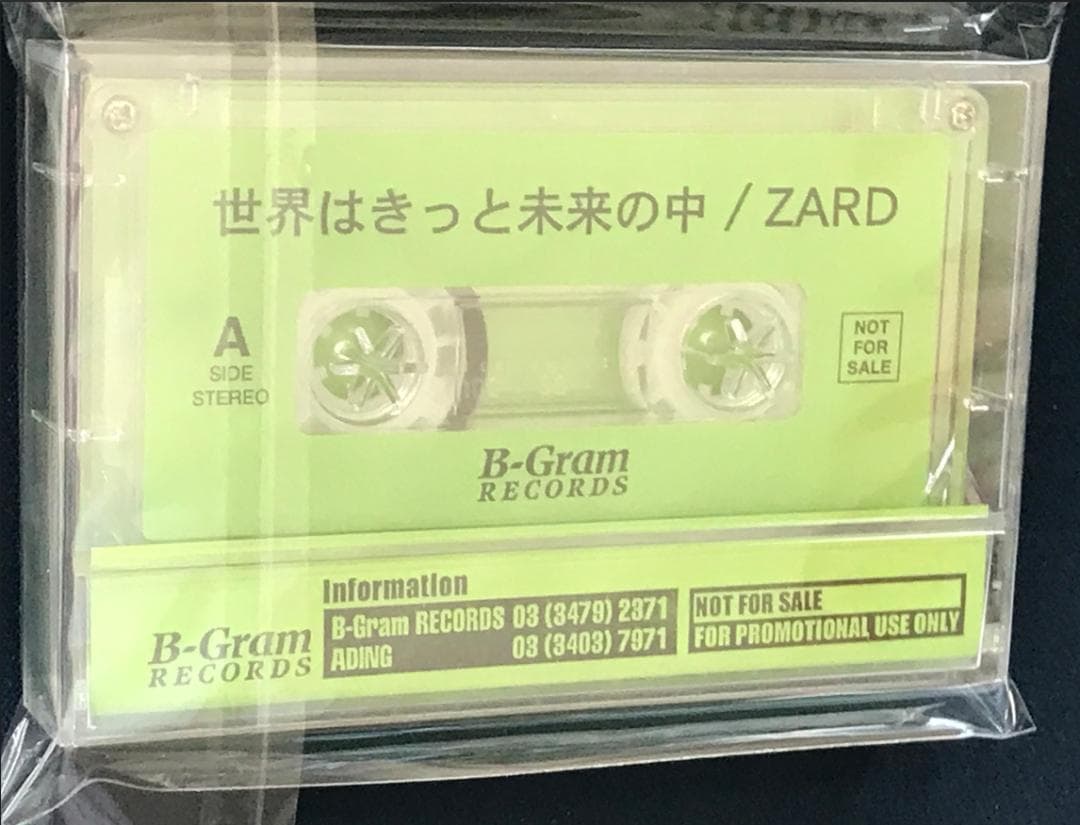 世界はきっと未来の中 / ZARD
A
SIDE
STEREO
NOT
FOR
SALE
B-Gram
RECORDS
B-Gram
RECORDS
Information
B-Gram RECORDS 03 (3479) 2371
ADING 03 (3403) 7971
NOT FOR SALE
FOR PROMOTIONAL USE ONLY